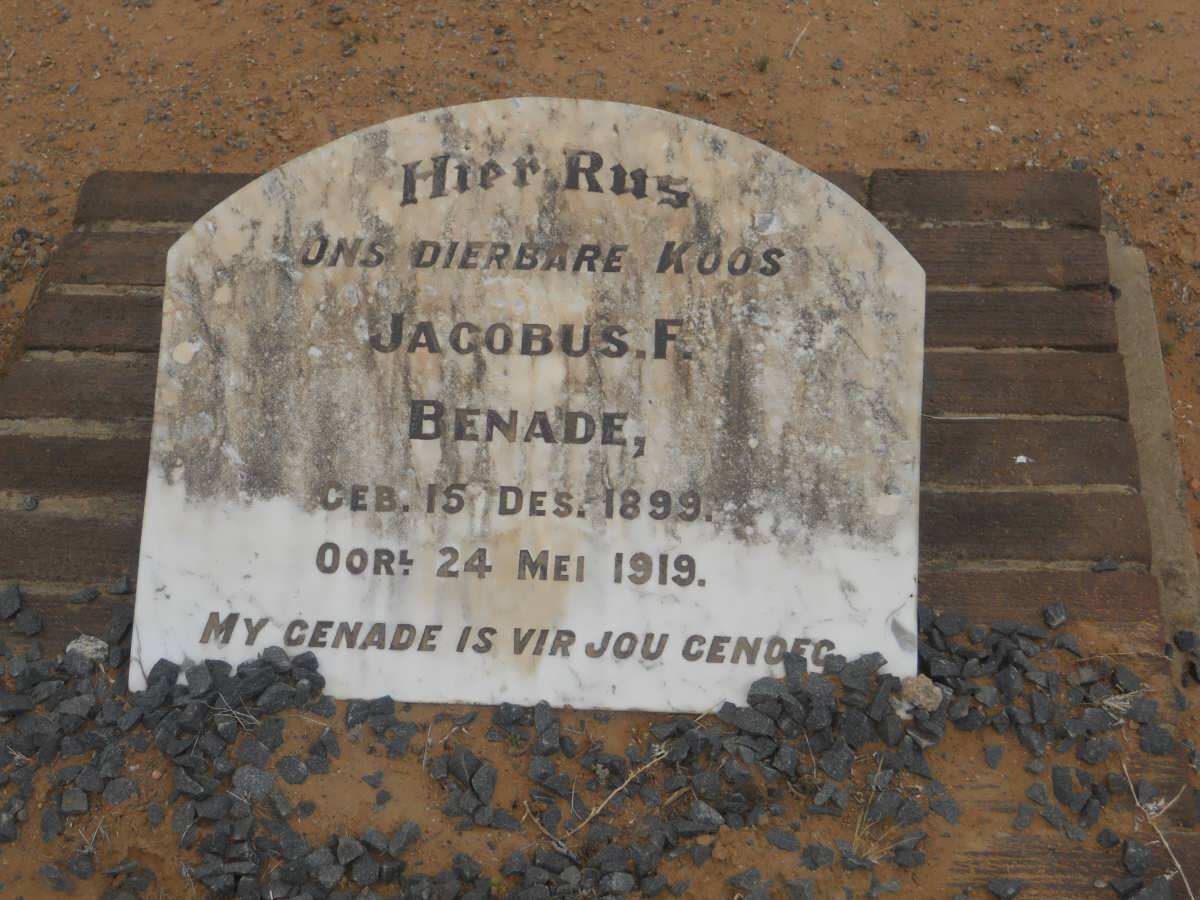 Hier Rus
ONS DIERBARE KOOS
JACOBUS. F.
BENADE,
GEB. 15 DES. 1899.
OORL 24 MEI 1919.
MY GENADE IS VIR JOU GENOEG.